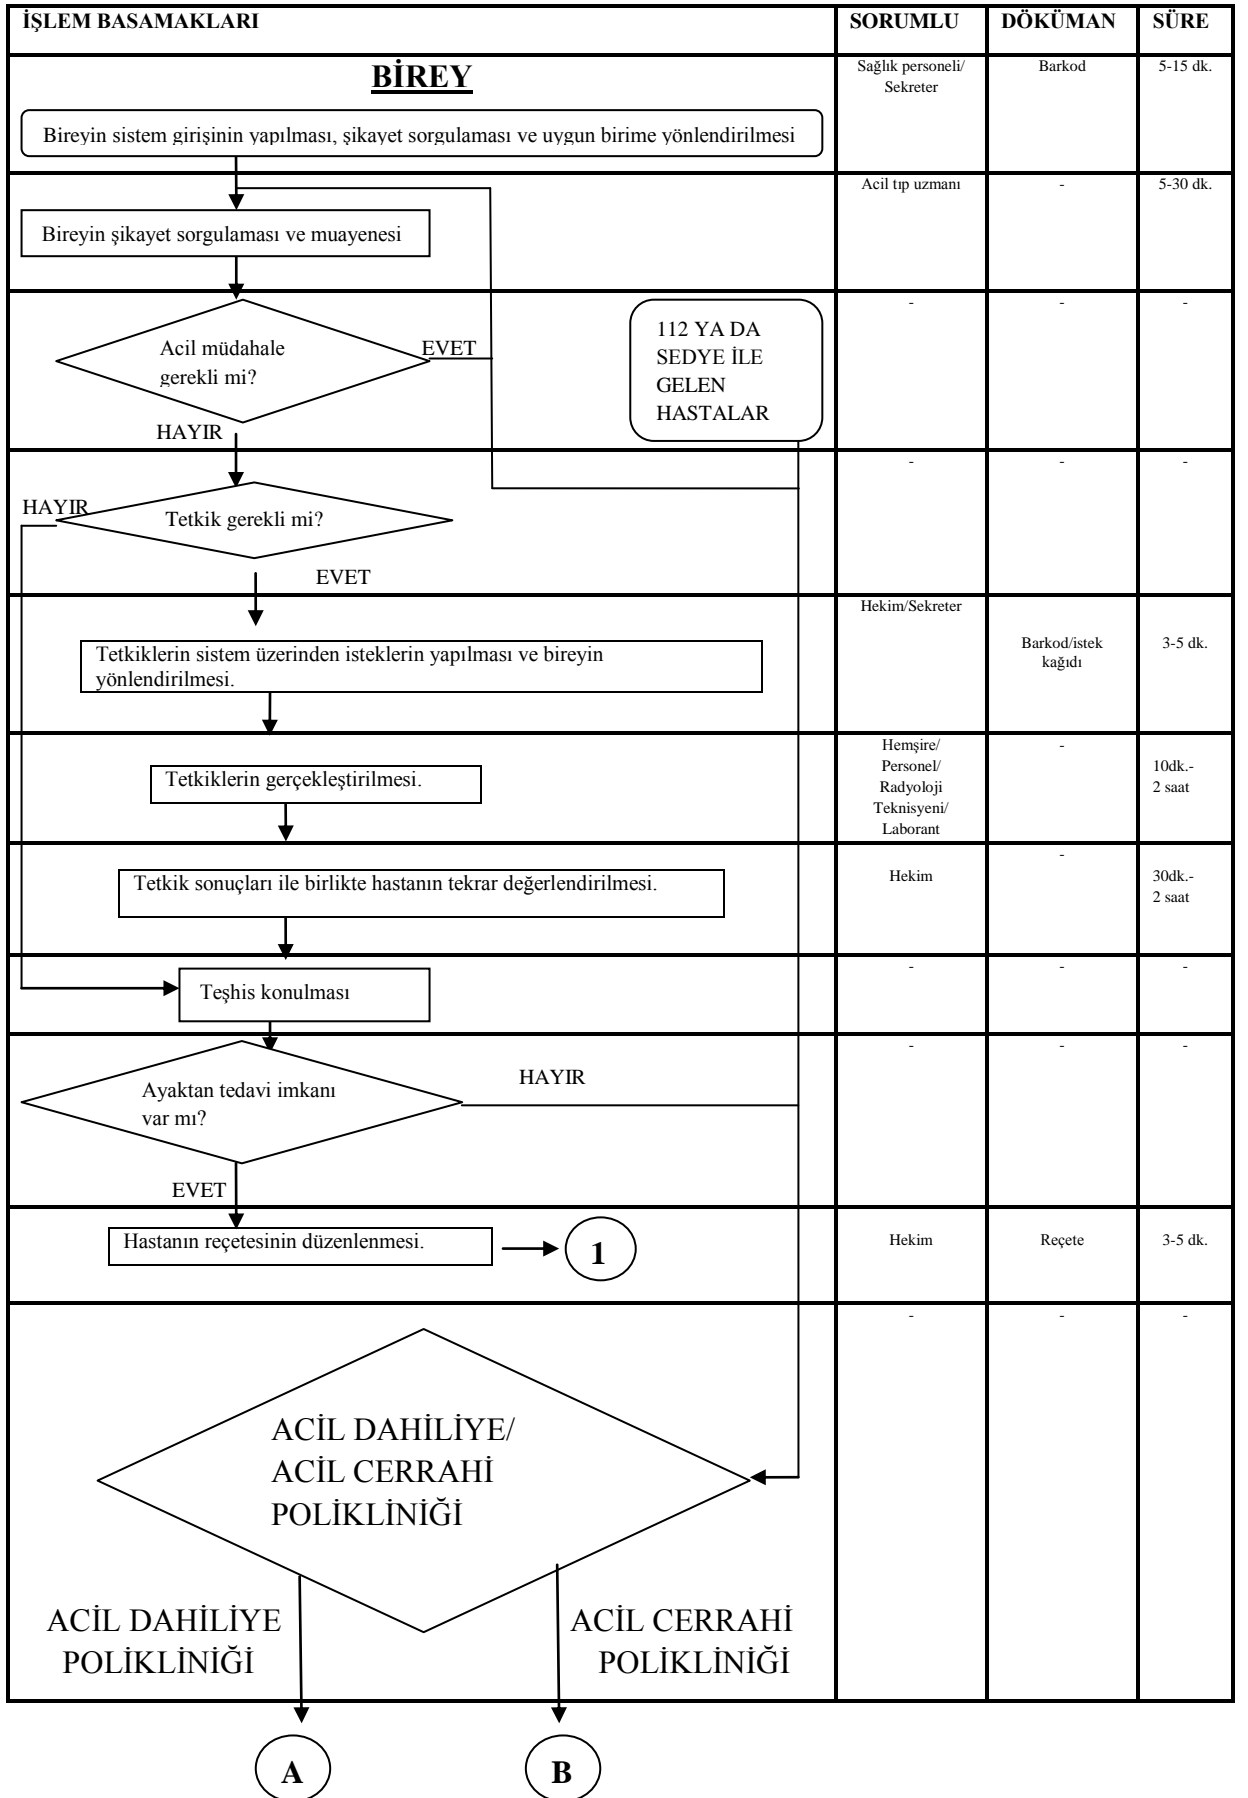 İŞLEM BASAMAKLARI SORUMLU DÖKÜMAN SÜRE
BİREY
Sağlık personeli/
Sekreter
Barkod
5-15 dk.
Bireyin sistem girişinin yapılması, şikayet sorgulaması ve uygun birime yönlendirilmesi
Acil tıp uzmanı - 5-30 dk.
Bireyin şikayet sorgulaması ve muayenesi
- - -
112 YA DA
SEDYE İLE
GELEN
HASTALAR
Acil müdahale
gerekli mi?
EVET
HAYIR
- - -
HAYIR
Tetkik gerekli mi?
EVET
Hekim/Sekreter
Barkod/istek
kağıdı
3-5 dk.
Tetkiklerin sistem üzerinden isteklerin yapılması ve bireyin
yönlendirilmesi.
Hemşire/
Personel/
Radyoloji
Teknisyeni/
Laborant
-
10dk.-
2 saat
Tetkiklerin gerçekleştirilmesi.
-
Tetkik sonuçları ile birlikte hastanın tekrar değerlendirilmesi.
Hekim
30dk.-
2 saat
- - -
Teşhis konulması
- - -
Ayaktan tedavi imkanı
var mı?
HAYIR
EVET
Hastanın reçetesinin düzenlenmesi.
1
Hekim Reçete 3-5 dk.
- - -
ACİL DAHİLİYE/
ACİL CERRAHİ
POLİKLİNİĞİ
ACİL DAHİLİYE
POLİKLİNİĞİ
ACİL CERRAHİ
POLİKLİNİĞİ
A
B